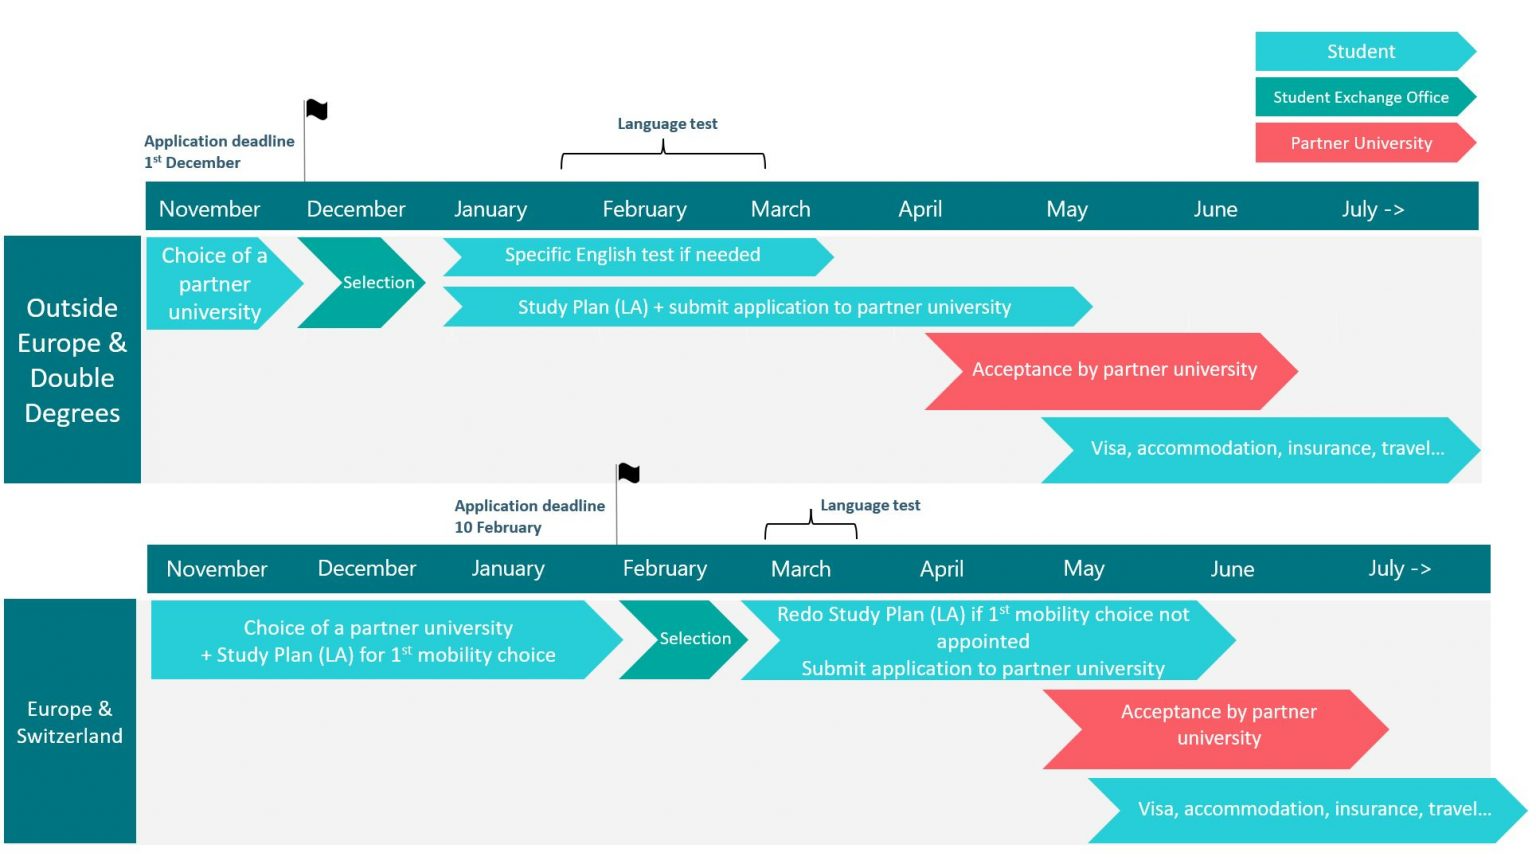 Student
Student Exchange Office
Partner University
Application deadline
1st December
Language test
November December January February March April May June July ->
Outside
Europe &
Double
Degrees
Choice of a
partner
university
Selection
Specific English test if needed
Study Plan (LA) + submit application to partner university
Acceptance by partner university
Visa, accommodation, insurance, travel...
Application deadline
10 February
Language test
November December January February March April May June July ->
Europe &
Switzerland
Choice of a partner university
+ Study Plan (LA) for 1st mobility choice
Selection
Redo Study Plan (LA) if 1st mobility choice not
appointed
Submit application to partner university
Acceptance by partner
university
Visa, accommodation, insurance, travel...